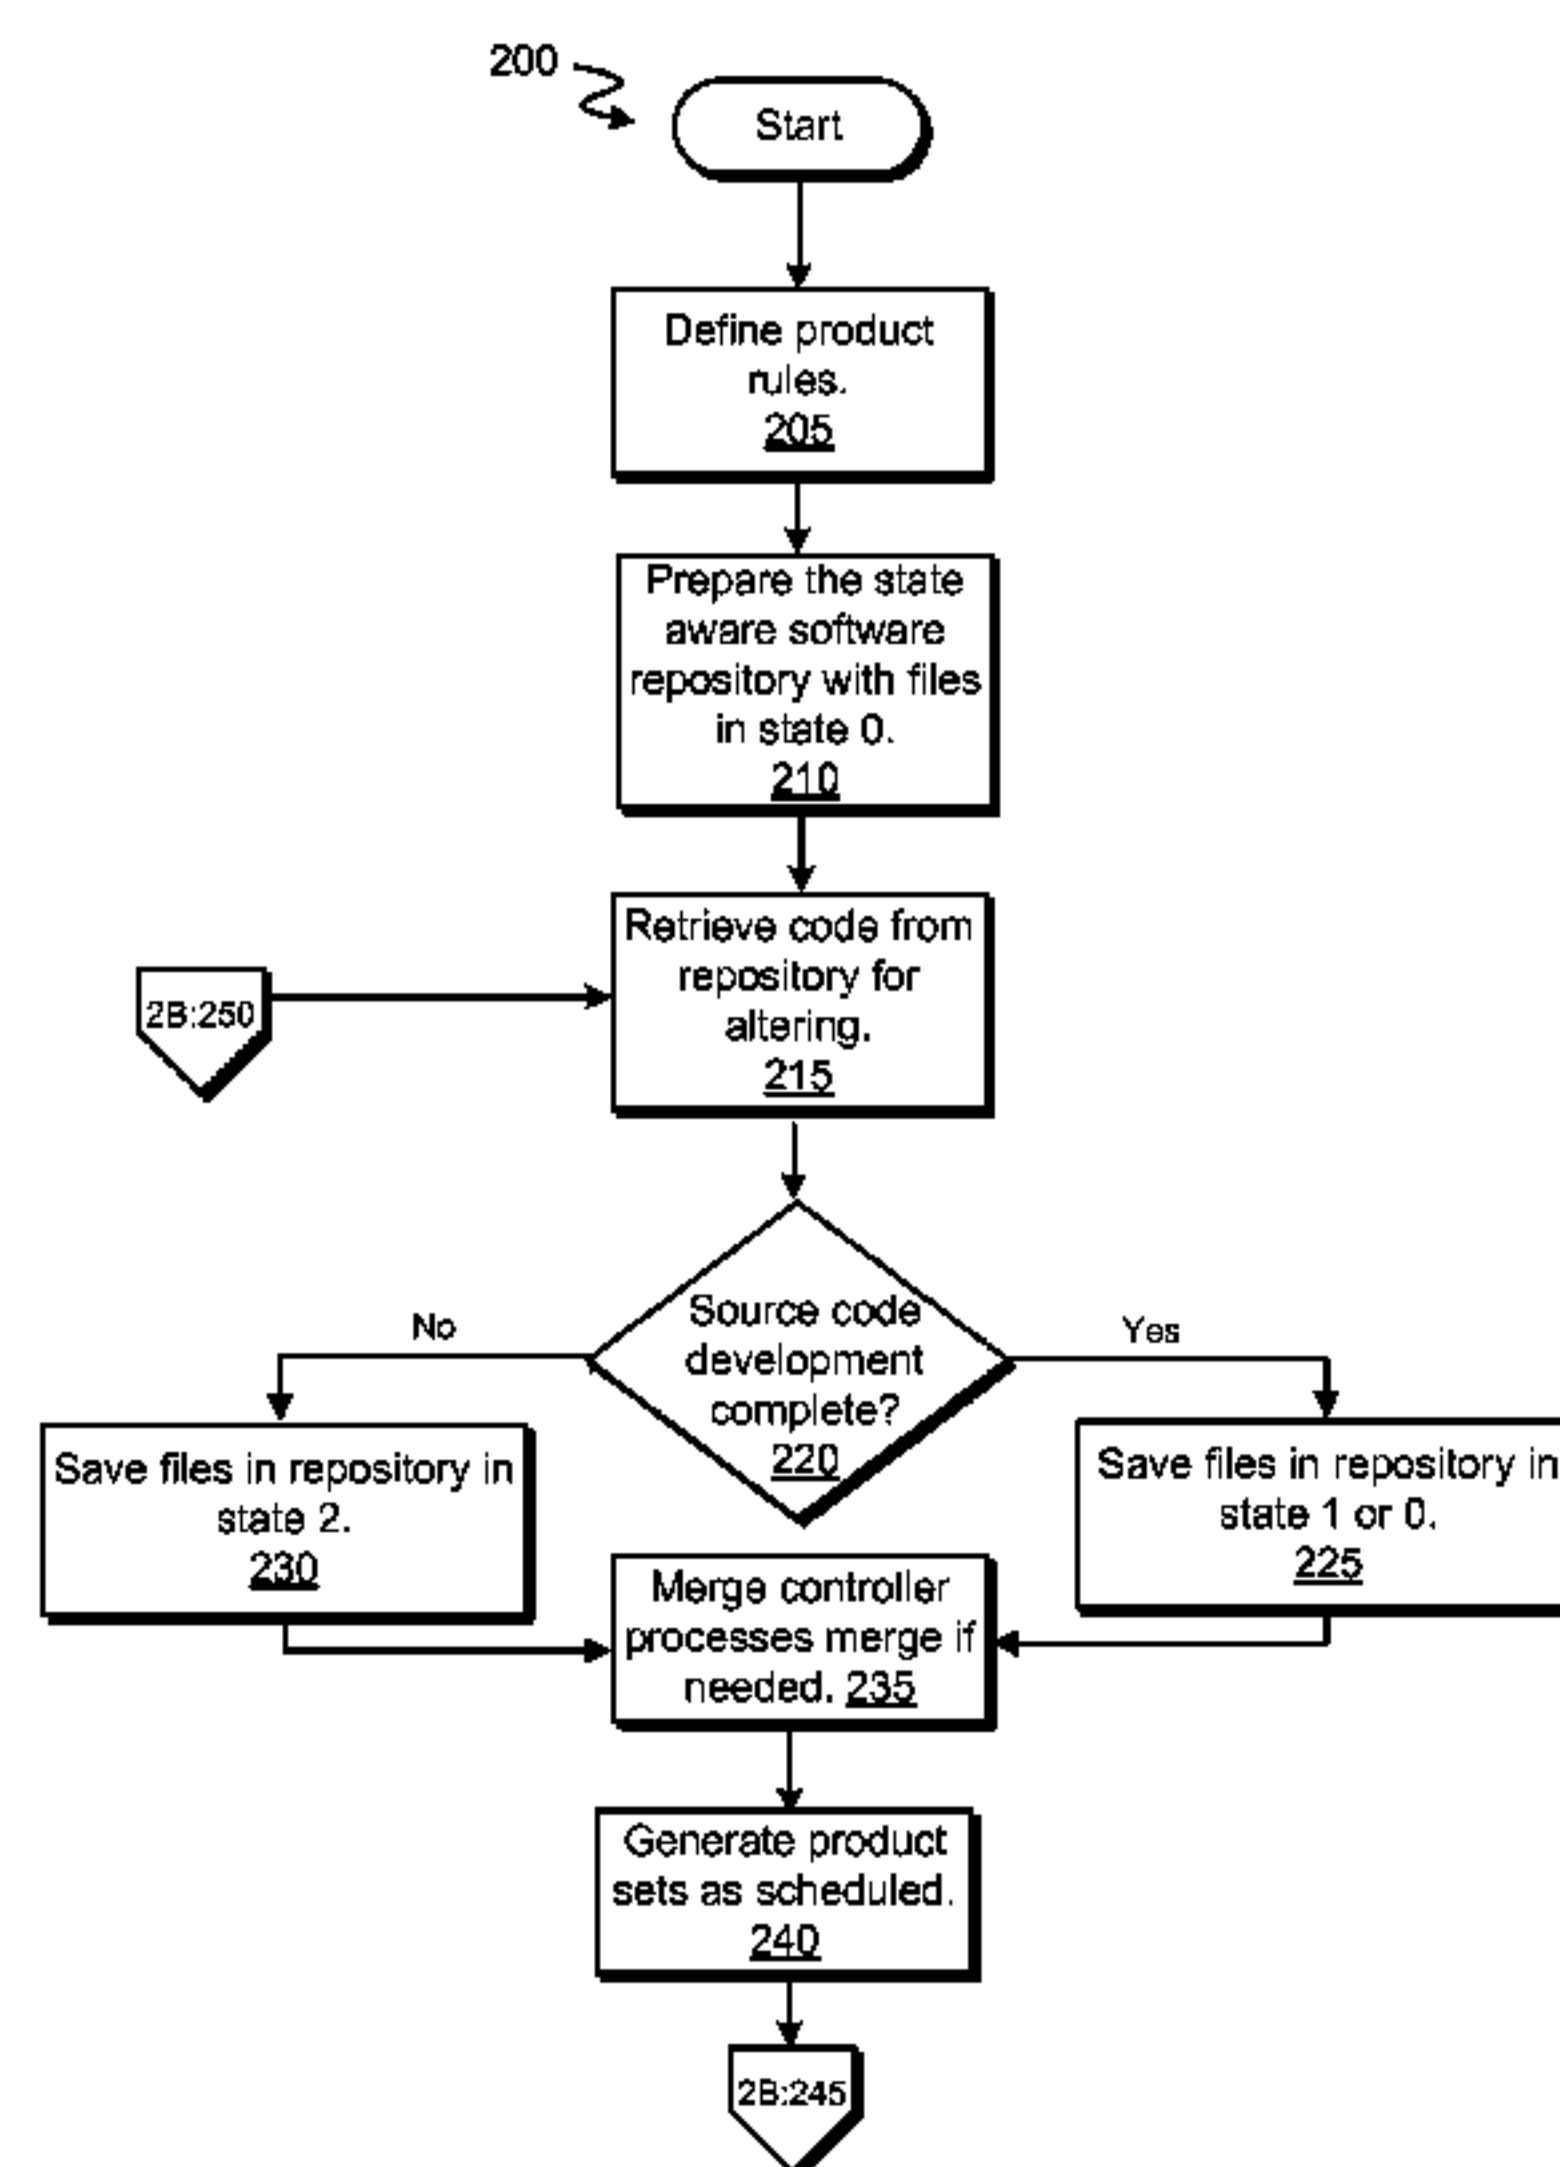 200
Start
Define product
rules.
205
Prepare the state
aware software
repository with files
in state 0.
210
Retrieve code from
repository for
altering.
215
2B:250
Source code
development
complete?
220
No
Yes
Save files in repository in
state 2.
230
Save files in repository in
state 1 or 0.
225
Merge controller
processes merge if
needed. 235
Generate product
sets as scheduled.
240
2B:245